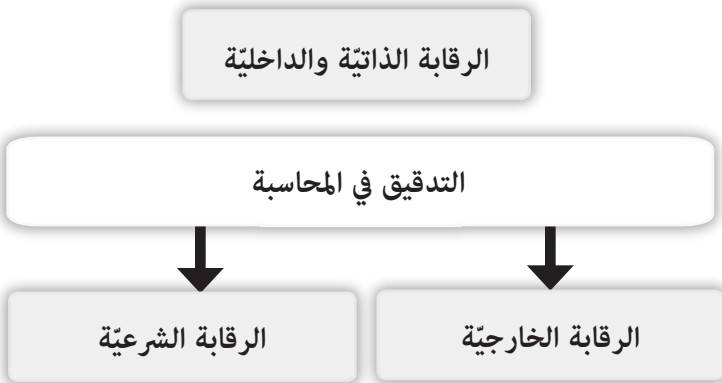 الرقابة الذاتيّة والداخليّة
التدقيق في المحاسبة
الرقابة الخارجيّة
الرقابة الشرعيّة